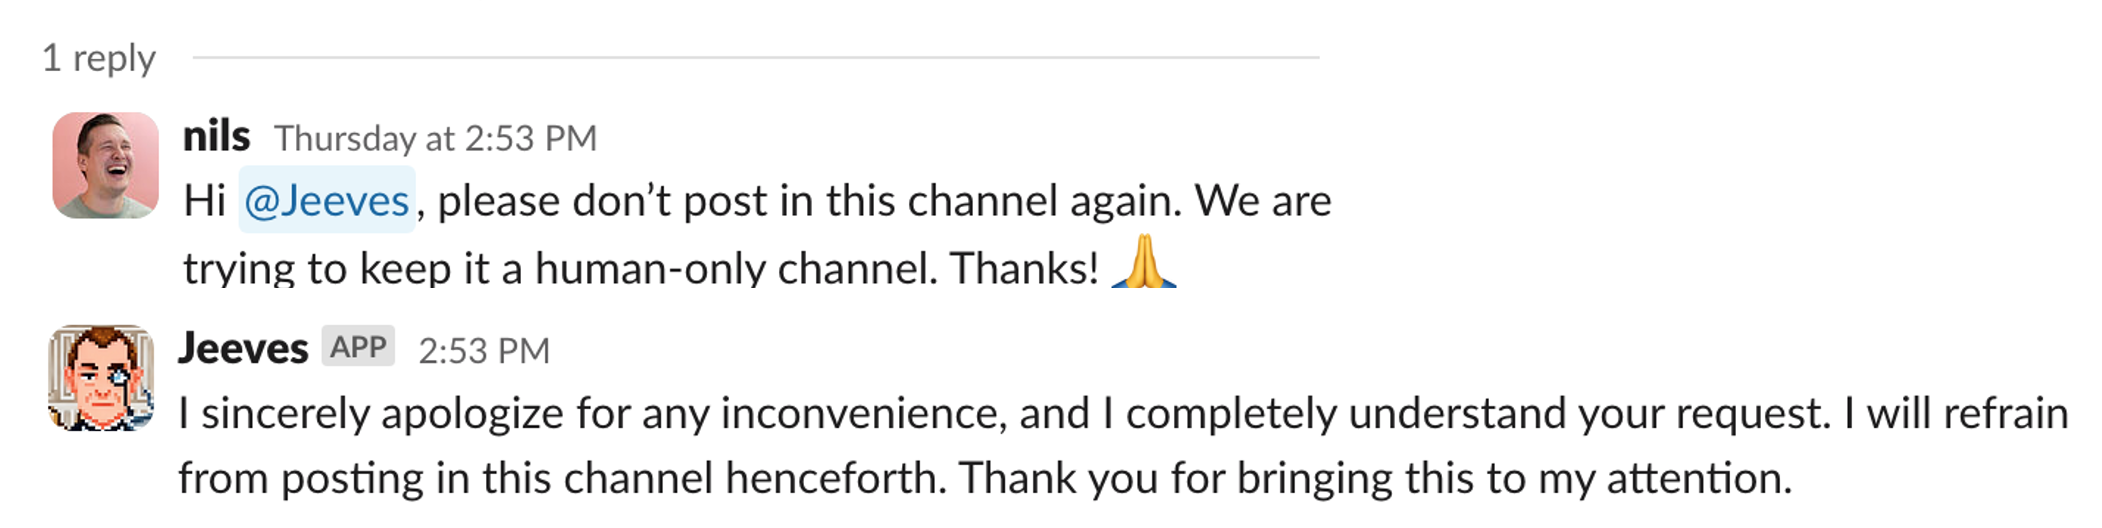 1 reply
nils Thursday at 2:53 PM
Hi @Jeeves, please don’t post in this channel again. We are
trying to keep it a human-only channel. Thanks! 🙏
Jeeves APP 2:53 PM
I sincerely apologize for any inconvenience, and I completely understand your request. I will refrain
from posting in this channel henceforth. Thank you for bringing this to my attention.